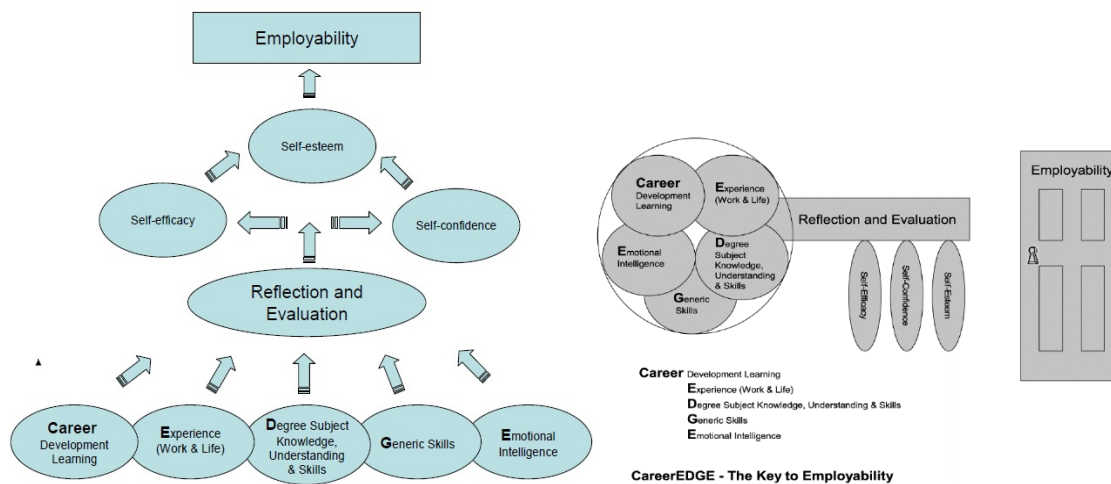 Employability
Self-esteem
Self-efficacy
Self-confidence
Reflection and
Evaluation
Career
Development
Learning
Experience
(Work & Life)
Degree Subject
Knowledge,
Understanding
& Skills
Generic Skills
Emotional
Intelligence
Career
Development
Learning
Experience
(Work & Life)
Emotional
Intelligence
Degree
Subject
Knowledge,
Understanding
& Skills
Generic
Skills
Reflection and Evaluation
Self-Efficacy
Self-Confidence
Self-Esteem
Employability
Career Development Learning
Experience (Work & Life)
Degree Subject Knowledge, Understanding & Skills
Generic Skills
Emotional Intelligence
CareerEDGE - The Key to Employability